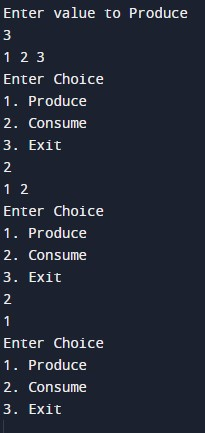 Enter value to Produce
3
1 2 3
Enter Choice
1. Produce
2. Consume
3. Exit
2
1 2
Enter Choice
1. Produce
2. Consume
3. Exit
2
1
Enter Choice
1. Produce
2. Consume
3. Exit